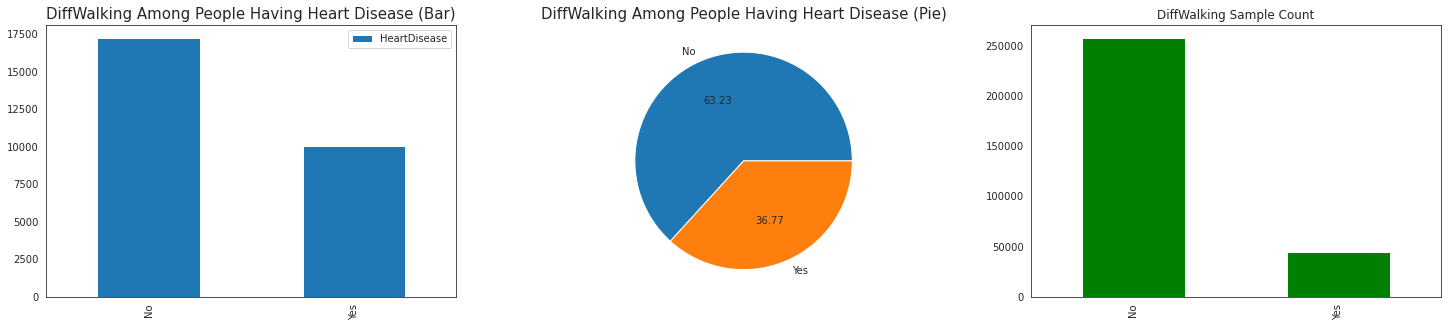 DiffWalking Among People Having Heart Disease (Bar)
17500
15000
12500
10000
7500
5000
2500
0
HeartDisease
No
Yes
DiffWalking Among People Having Heart Disease (Pie)
No
63.23
36.77
Yes
DiffWalking Sample Count
250000
200000
150000
100000
50000
0
No
Yes